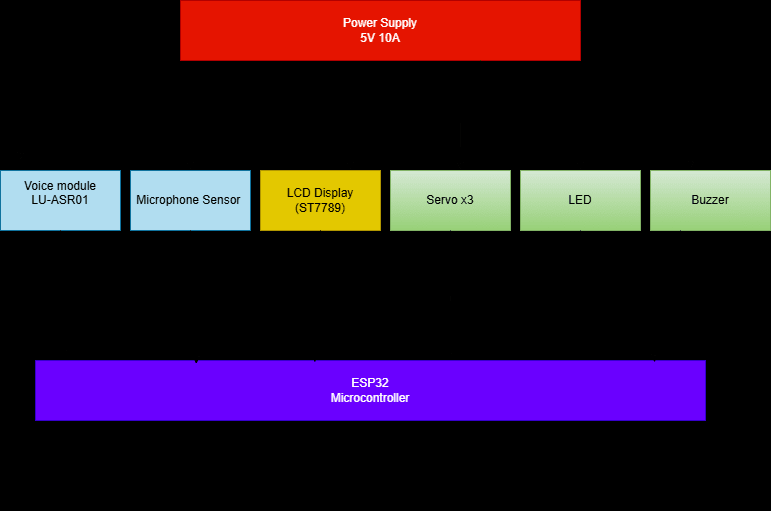 Power Supply
5V 10A
Voice module
LU-ASR01
Microphone Sensor
LCD Display
(ST7789)
Servo x3
LED
Buzzer
ESP32
Microcontroller